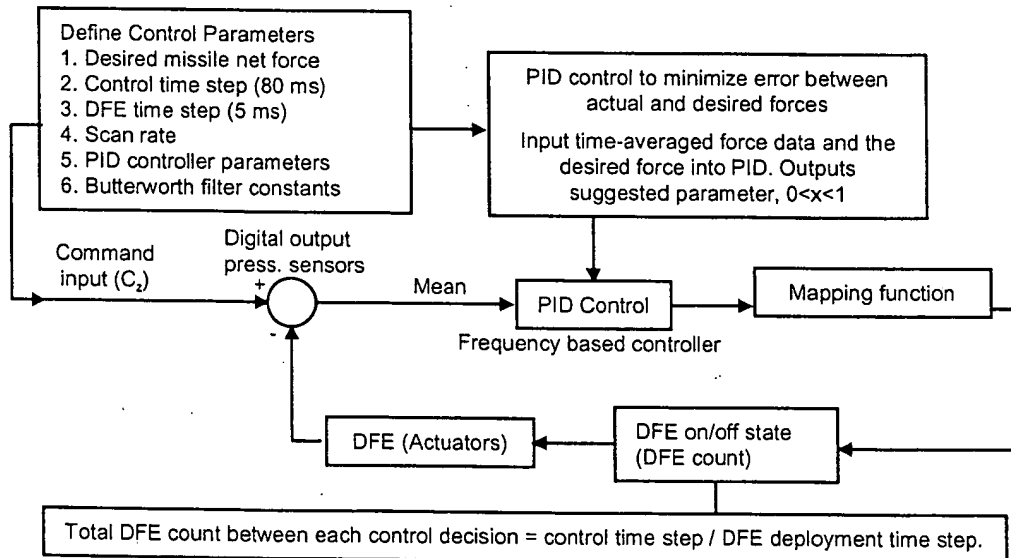 Define Control Parameters
1. Desired missile net force
2. Control time step (80 ms)
3. DFE time step (5 ms)
4. Scan rate
5. PID controller parameters
6. Butterworth filter constants
PID control to minimize error between
actual and desired forces
Input time-averaged force data and the
desired force into PID. Outputs
suggested parameter, 0<x<1
Command
input (C₂)
Digital output
press. sensors
+
-
Mean
PID Control
Frequency based controller
Mapping function
DFE (Actuators)
DFE on/off state
(DFE count)
Total DFE count between each control decision = control time step / DFE deployment time step.